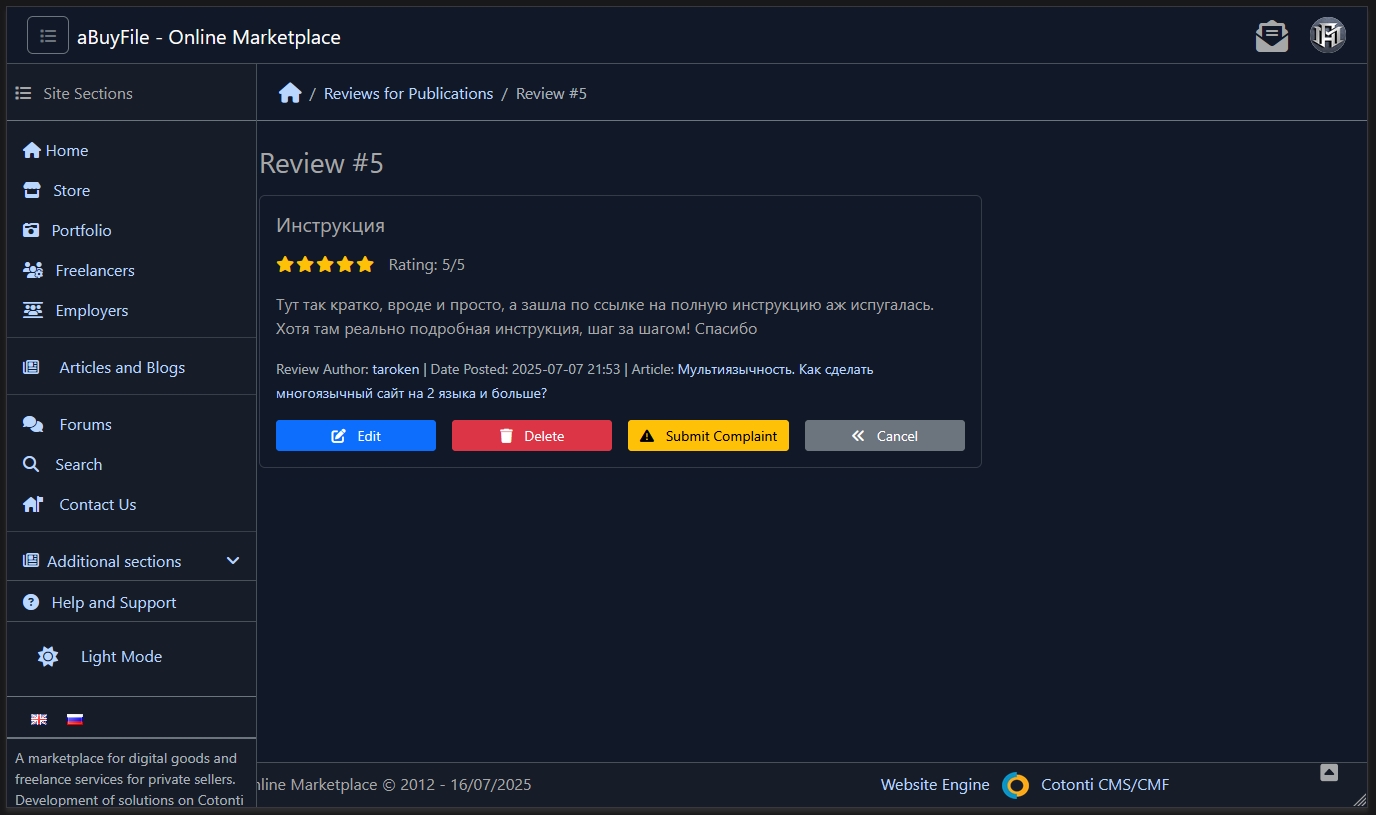 aBuyFile - Online Marketplace
Site Sections
/ Reviews for Publications / Review #5
Home
Store
Portfolio
Freelancers
Employers
Articles and Blogs
Forums
Search
Contact Us
Additional sections
Help and Support
Light Mode
A marketplace for digital goods and
freelance services for private sellers.
Development of solutions on Cotonti
Review #5
Инструкция
Rating: 5/5
Тут так кратко, вроде и просто, а зашла по ссылке на полную инструкцию аж испугалась.
Хотя там реально подробная инструкция, шаг за шагом! Спасибо
Review Author: taroken | Date Posted: 2025-07-07 21:53 | Article: Мультиязычность. Как сделать
многоязычный сайт на 2 языка и больше?
Edit
Delete
Submit Complaint
Cancel
Marketplace © 2012 - 16/07/2025
Website Engine
Cotonti CMS/CMF